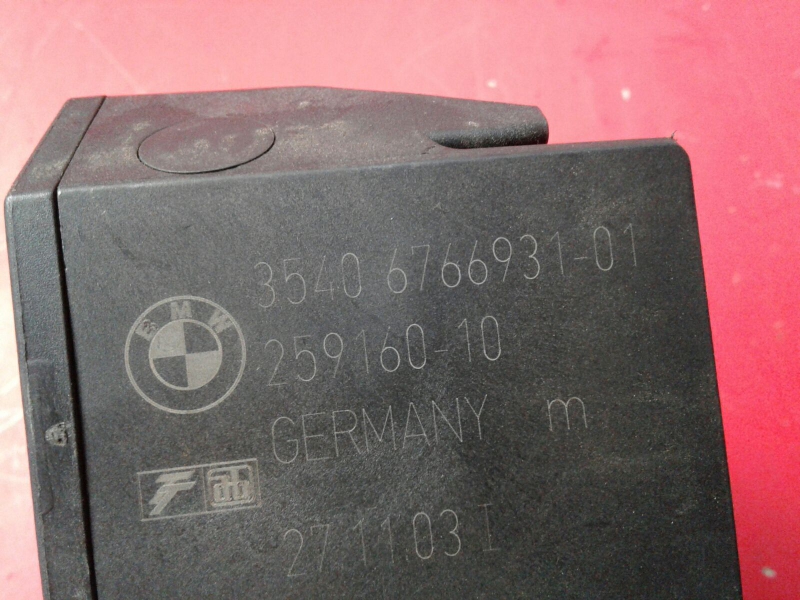 3540 6766931-01
BMW
259160-10
GERMANY m
27.11.03 I